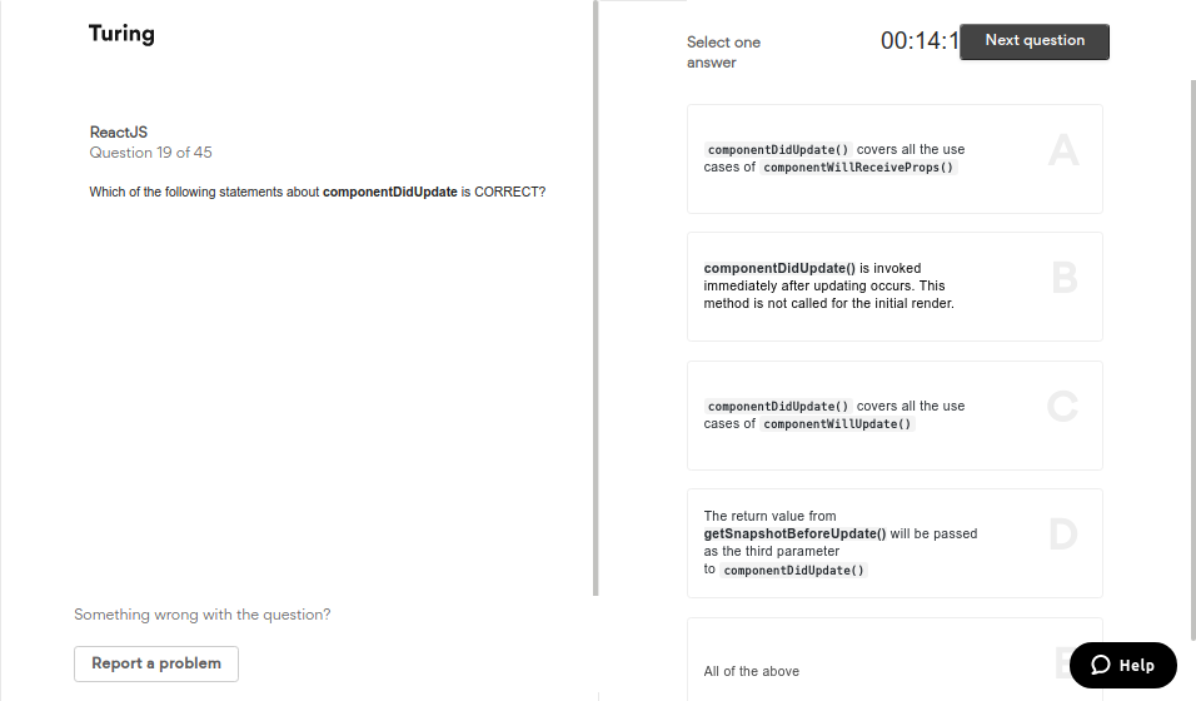 Turing
ReactJS
Question 19 of 45
Which of the following statements about componentDidUpdate is CORRECT?
Something wrong with the question?
Report a problem
Select one
answer
00:14:1
Next question
componentDidUpdate() covers all the use
cases of componentWillReceiveProps()
A
componentDidUpdate() is invoked
immediately after updating occurs. This
method is not called for the initial render.
B
componentDidUpdate() covers all the use
cases of componentWillUpdate()
C
The return value from
getSnapshotBeforeUpdate() will be passed
as the third parameter
to componentDidUpdate()
D
All of the above
E
Help